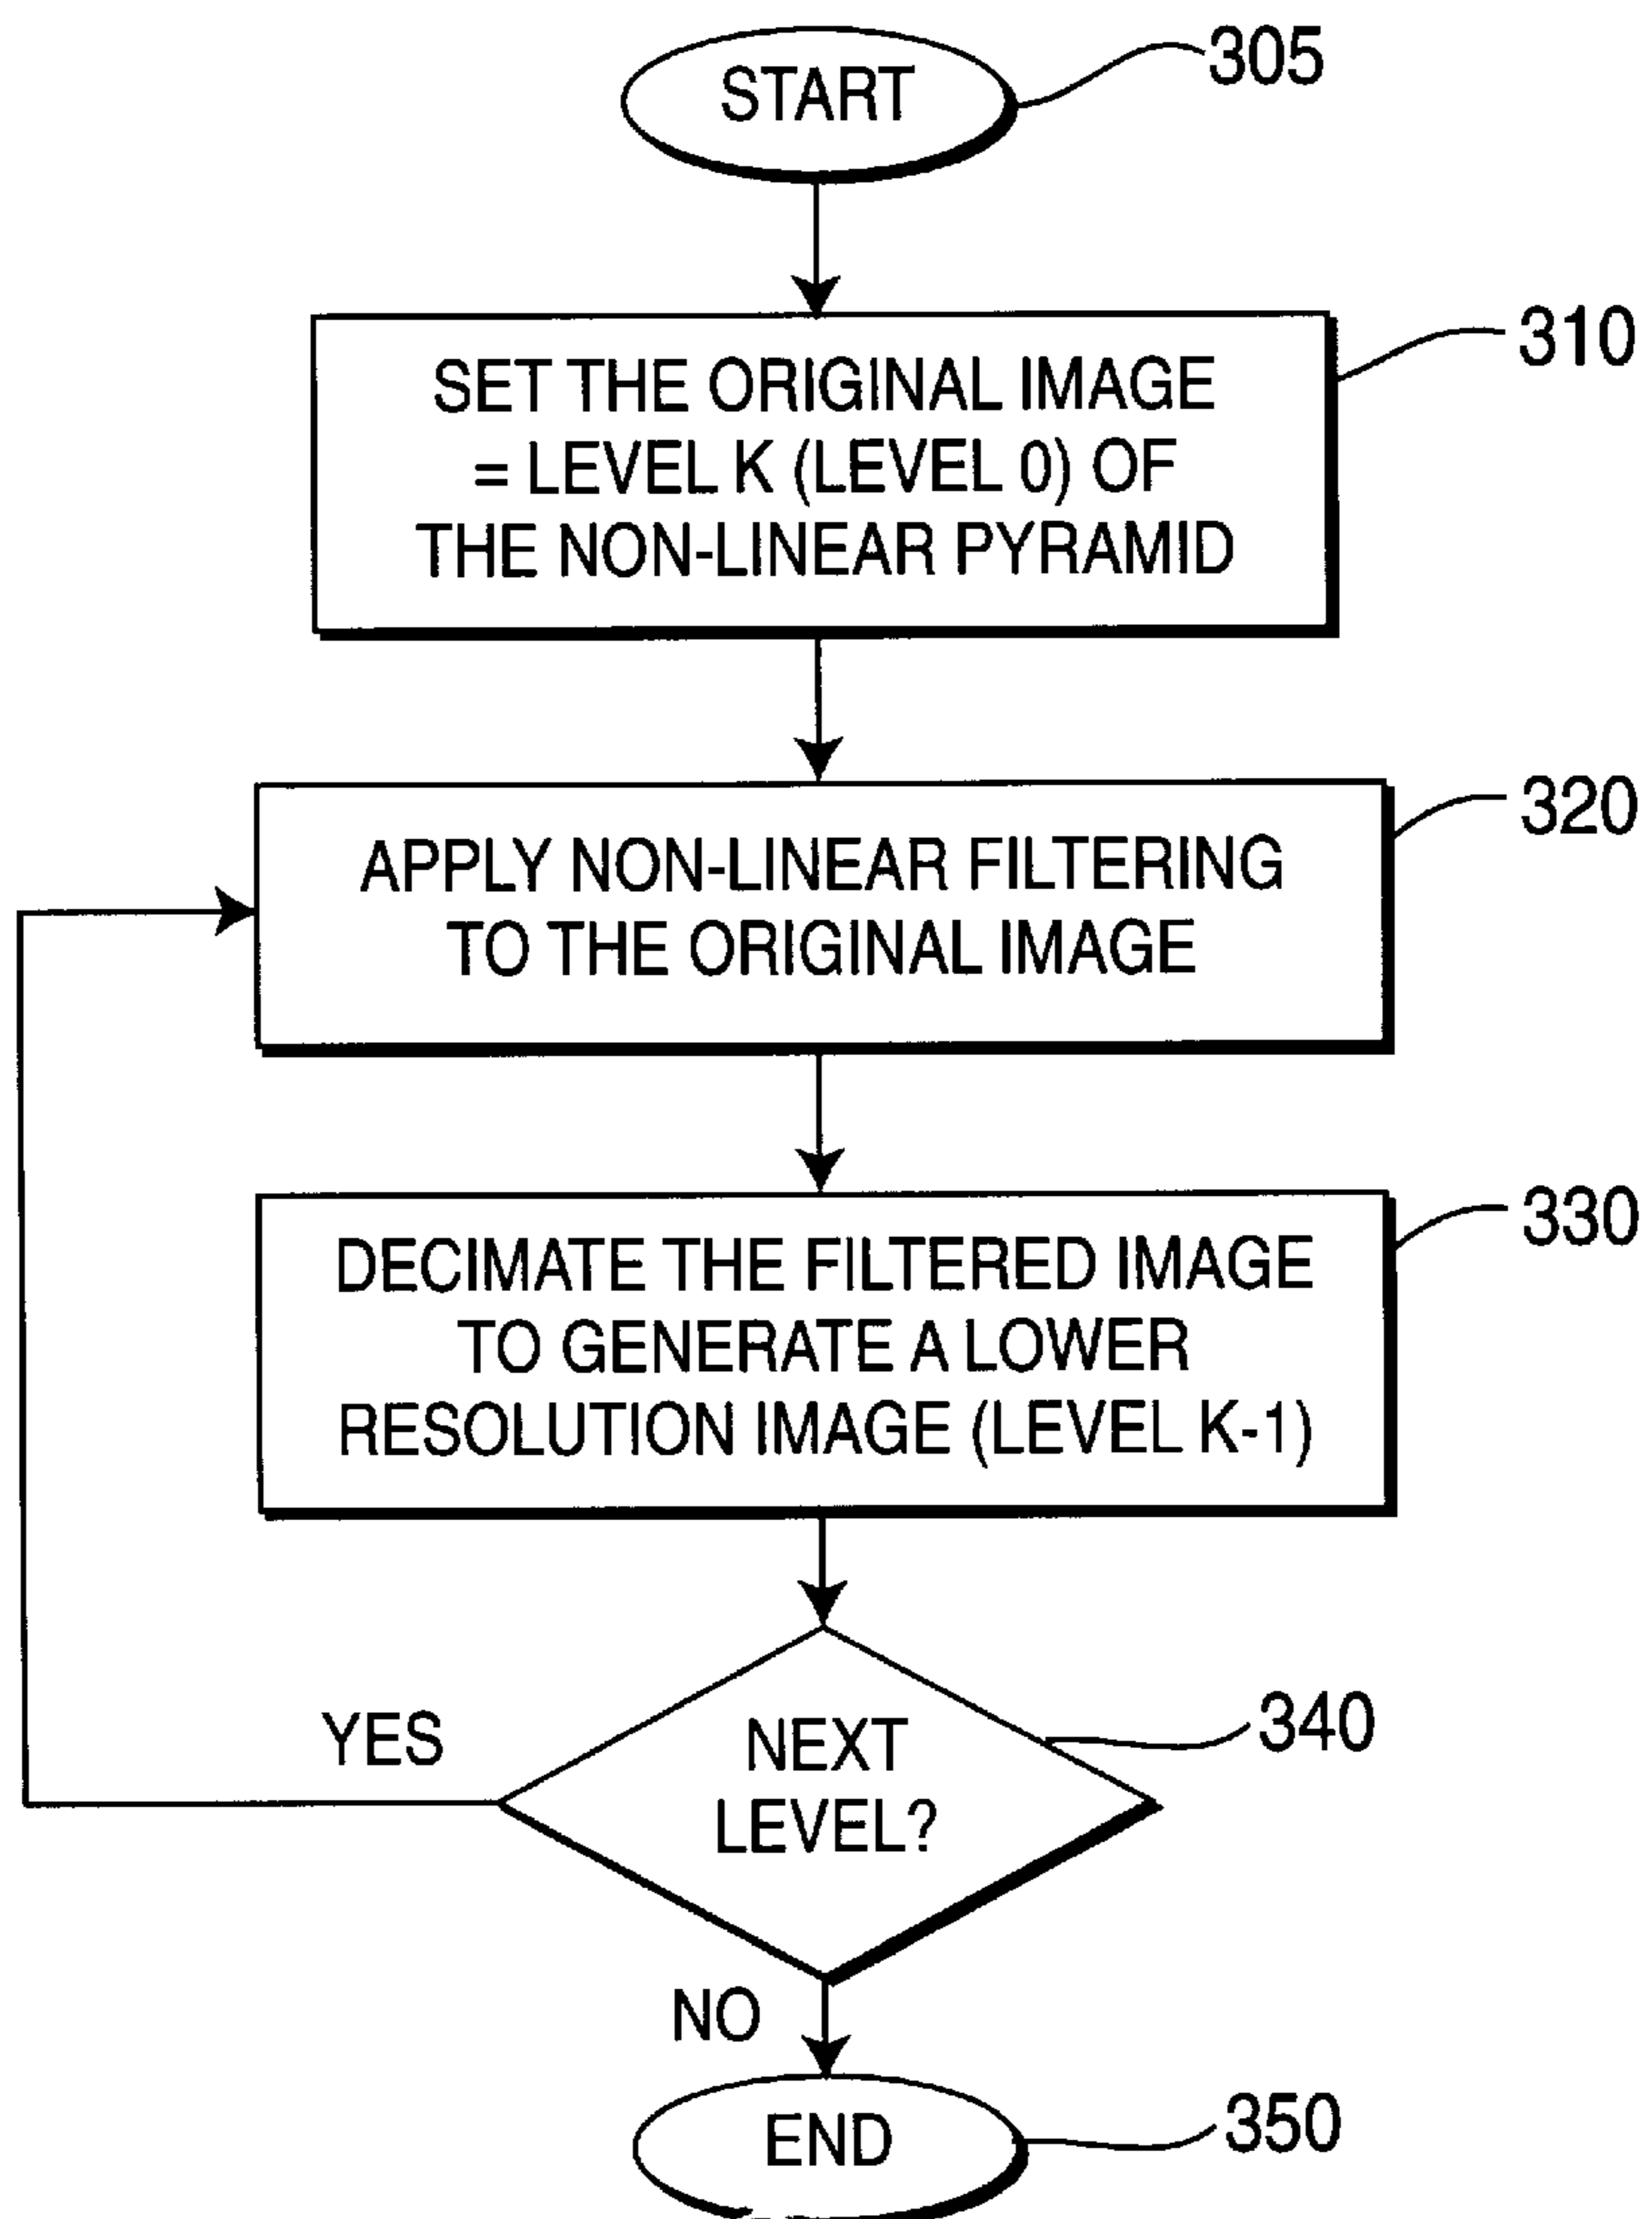 START
305
SET THE ORIGINAL IMAGE
= LEVEL K (LEVEL 0) OF
THE NON-LINEAR PYRAMID
310
APPLY NON-LINEAR FILTERING
TO THE ORIGINAL IMAGE
320
DECIMATE THE FILTERED IMAGE
TO GENERATE A LOWER
RESOLUTION IMAGE (LEVEL K-1)
330
NEXT
LEVEL?
340
YES
NO
END
350